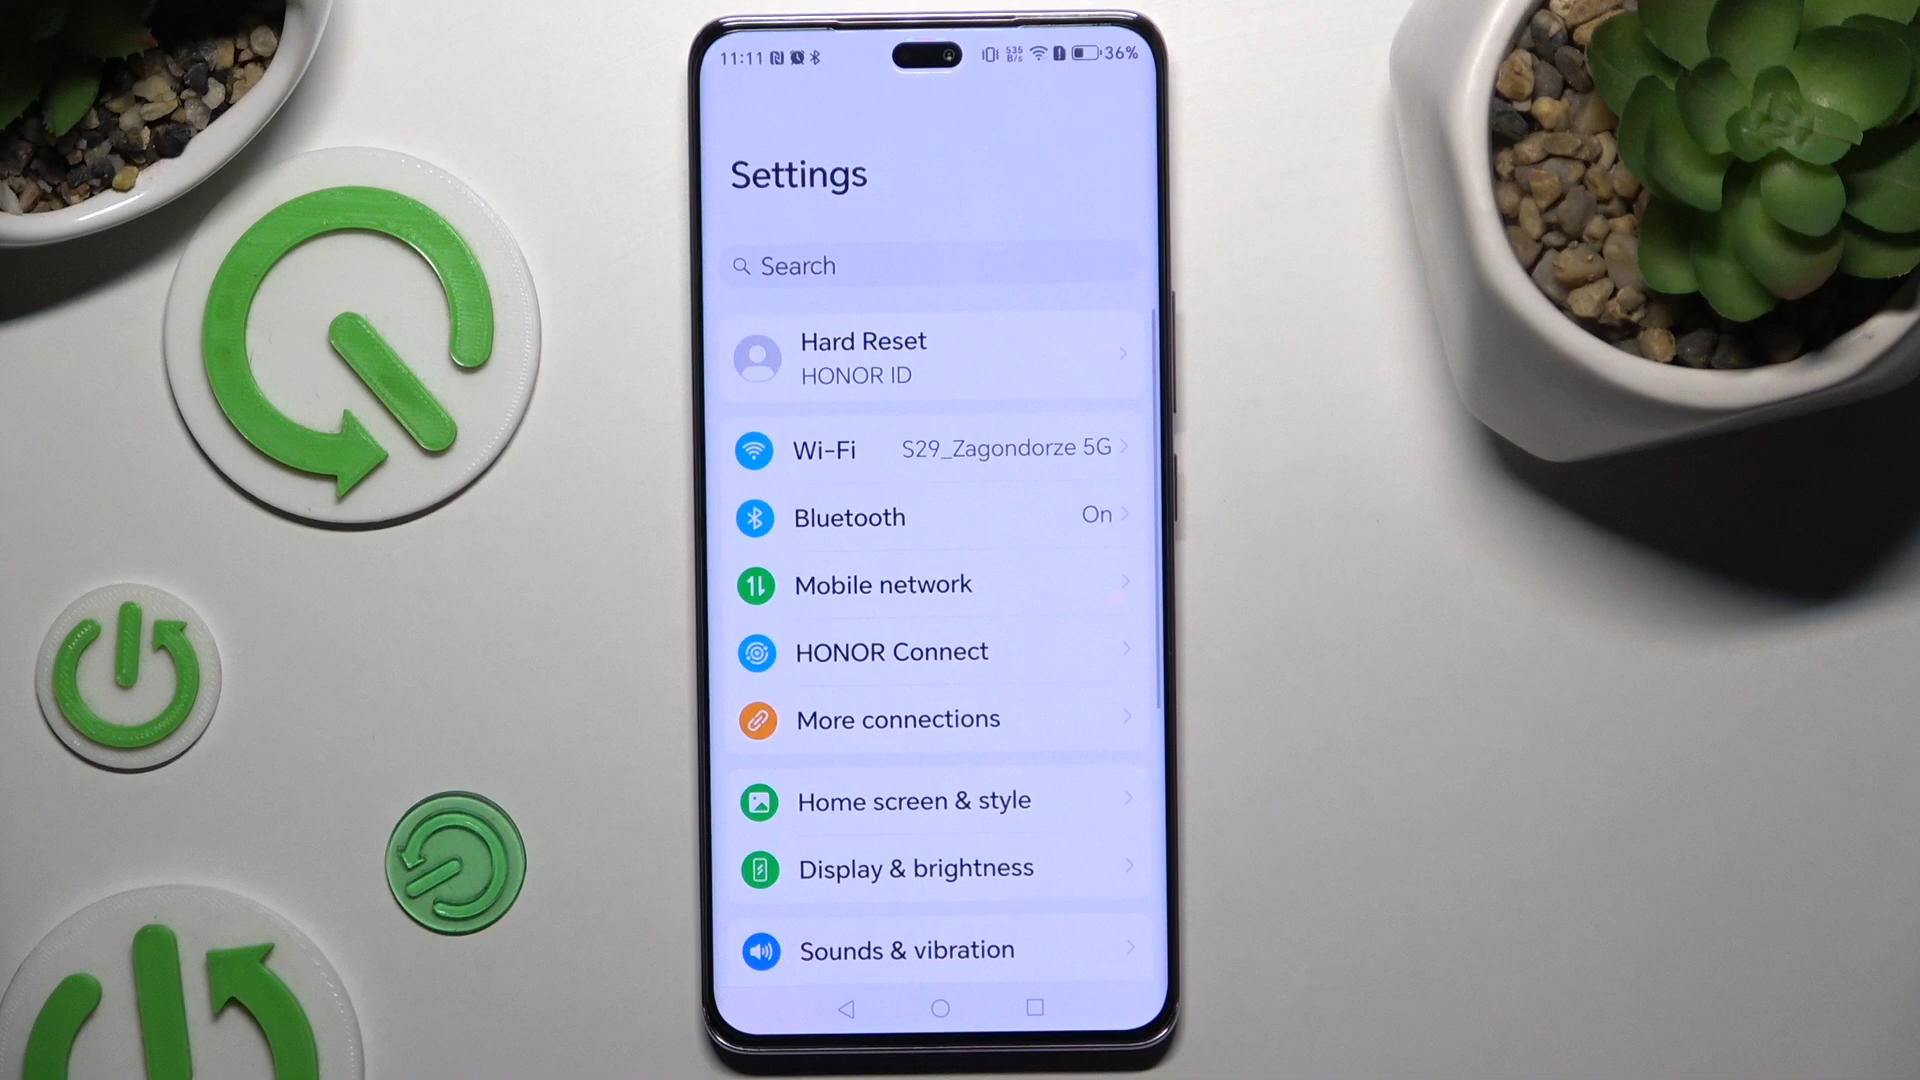 11:11 535 B/s 36%
Settings
Search
Hard Reset
HONOR ID
Wi-Fi S29_Zagondorze 5G
Bluetooth On
Mobile network
HONOR Connect
More connections
Home screen & style
Display & brightness
Sounds & vibration